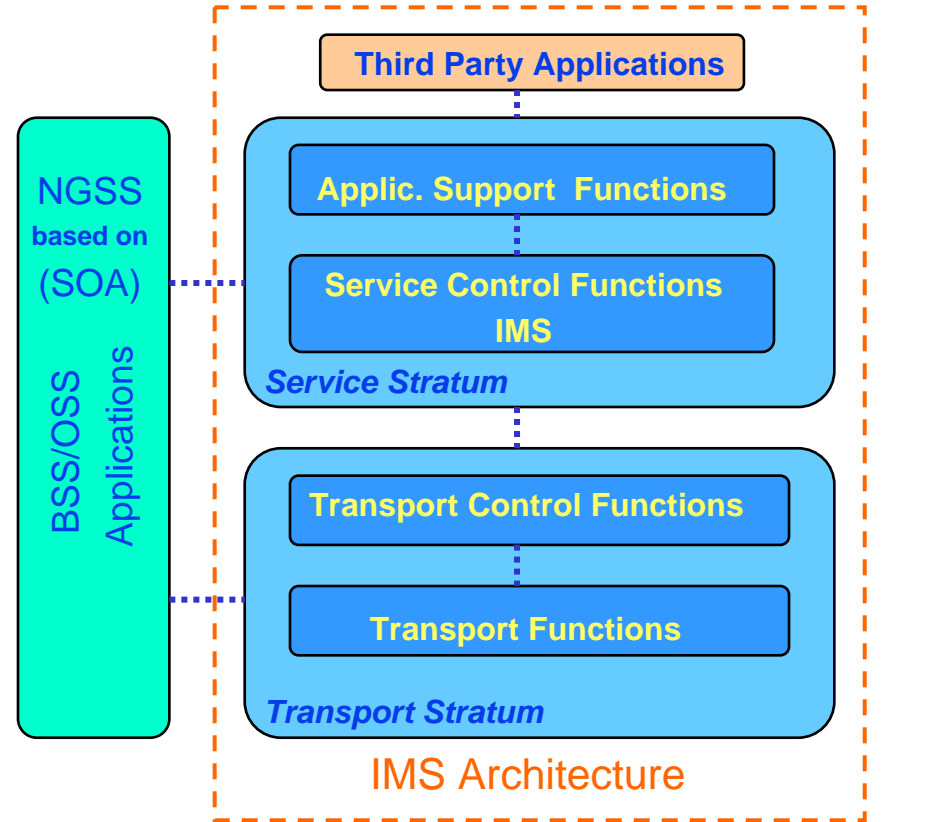 Third Party Applications
NGSS
based on
(SOA)
BSS/OSS
Applications
Applic. Support Functions
Service Control Functions
IMS
Service Stratum
Transport Control Functions
Transport Functions
Transport Stratum
IMS Architecture